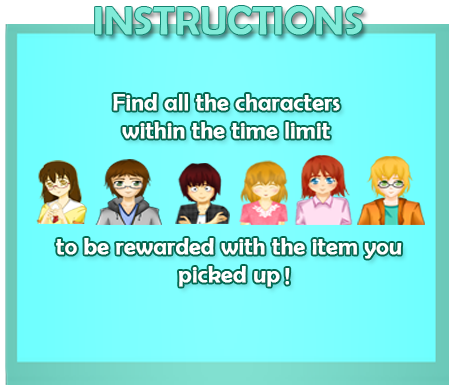 INSTRUCTIONS
Find all the characters
within the time limit
to be rewarded with the item you
picked up!